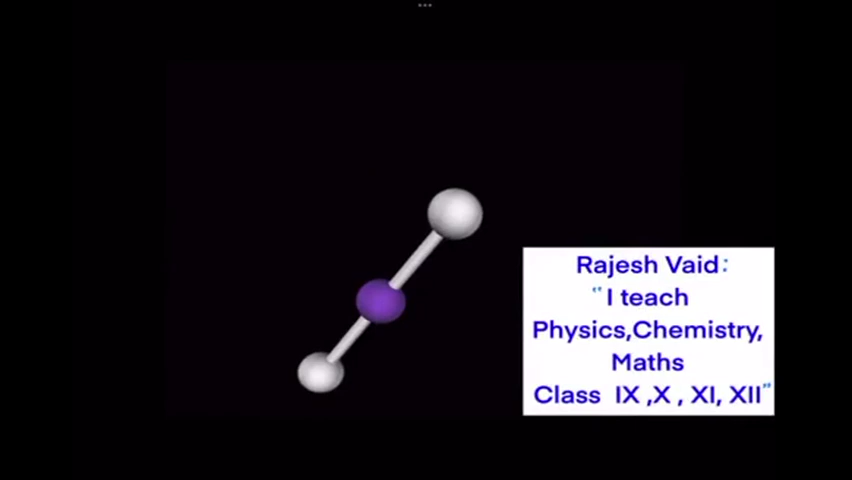 Rajesh Vaid:
"I teach
Physics,Chemistry,
Maths
Class IX ,X , XI, XII"